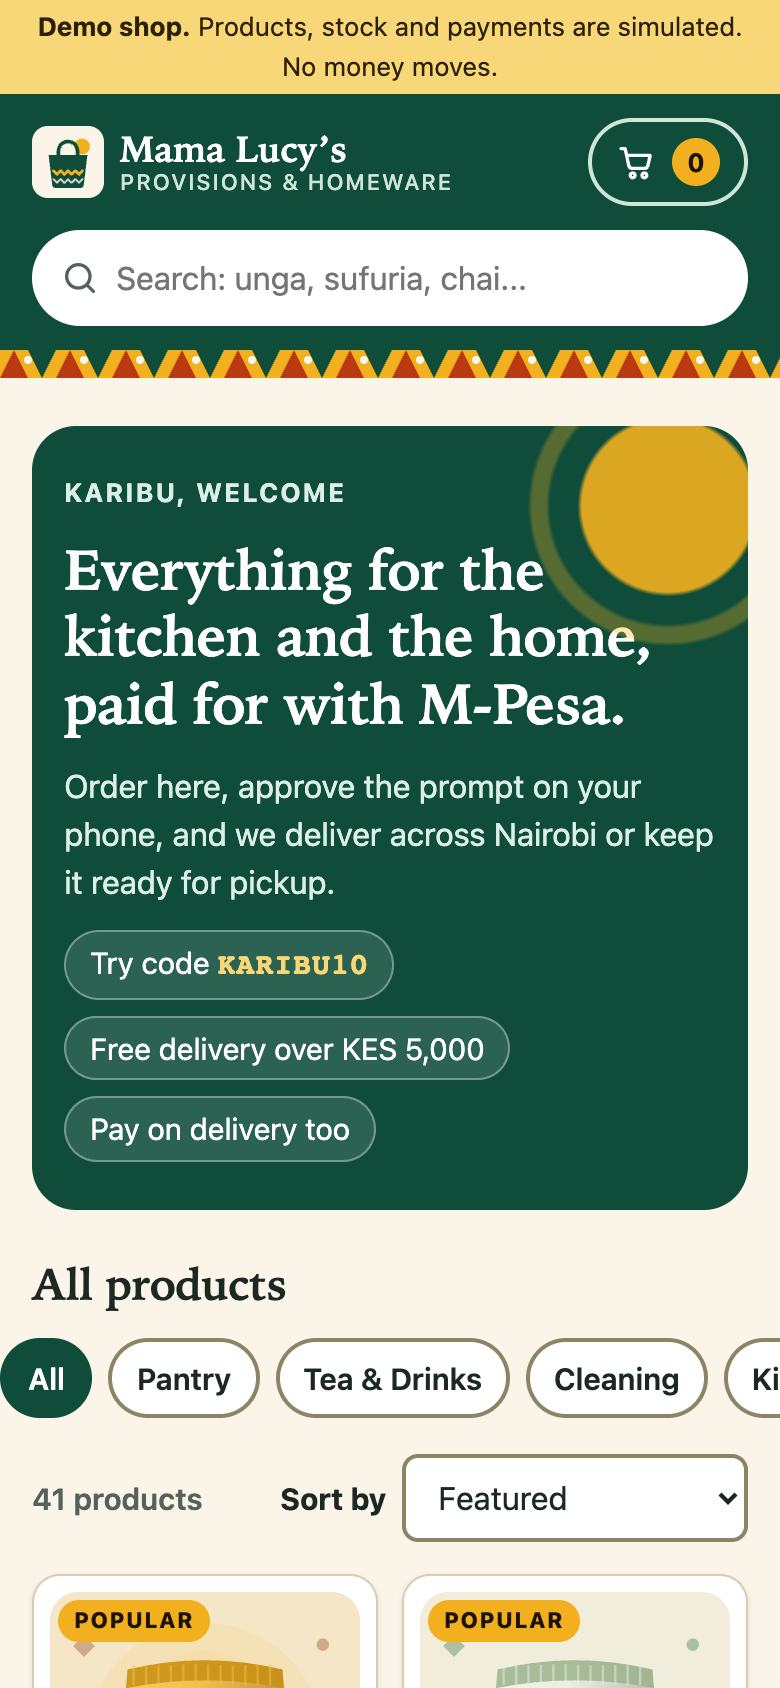 Demo shop. Products, stock and payments are simulated.
No money moves.
Mama Lucy’s
PROVISIONS & HOMEWARE
0
Search: unga, sufuria, chai...
KARIBU, WELCOME
Everything for the
kitchen and the home,
paid for with M-Pesa.
Order here, approve the prompt on your
phone, and we deliver across Nairobi or keep
it ready for pickup.
Try code KARIBU10
Free delivery over KES 5,000
Pay on delivery too
All products
All Pantry Tea & Drinks Cleaning Ki
41 products Sort by Featured
POPULAR POPULAR